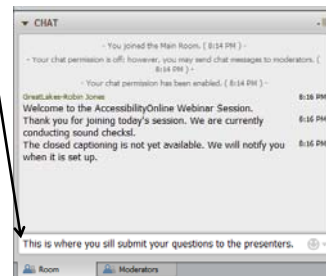 CHAT
- You joined the Main Room. ( 8:14 PM ) -
- Your chat permission is off; however, you may send chat messages to moderators. (
8:14 PM ) -
- Your chat permission has been enabled. ( 8:14 PM ) -
GreatLakes-Robin Jones 8:16 PM
Welcome to the AccessibilityOnline Webinar Session.
Thank you for joining today's session. We are currently 8:16 PM
conducting sound checksl.
The closed captioning is not yet available. We will notify you 8:16 PM
when it is set up.
This is where you sill submit your questions to the presenters.
Room Moderators